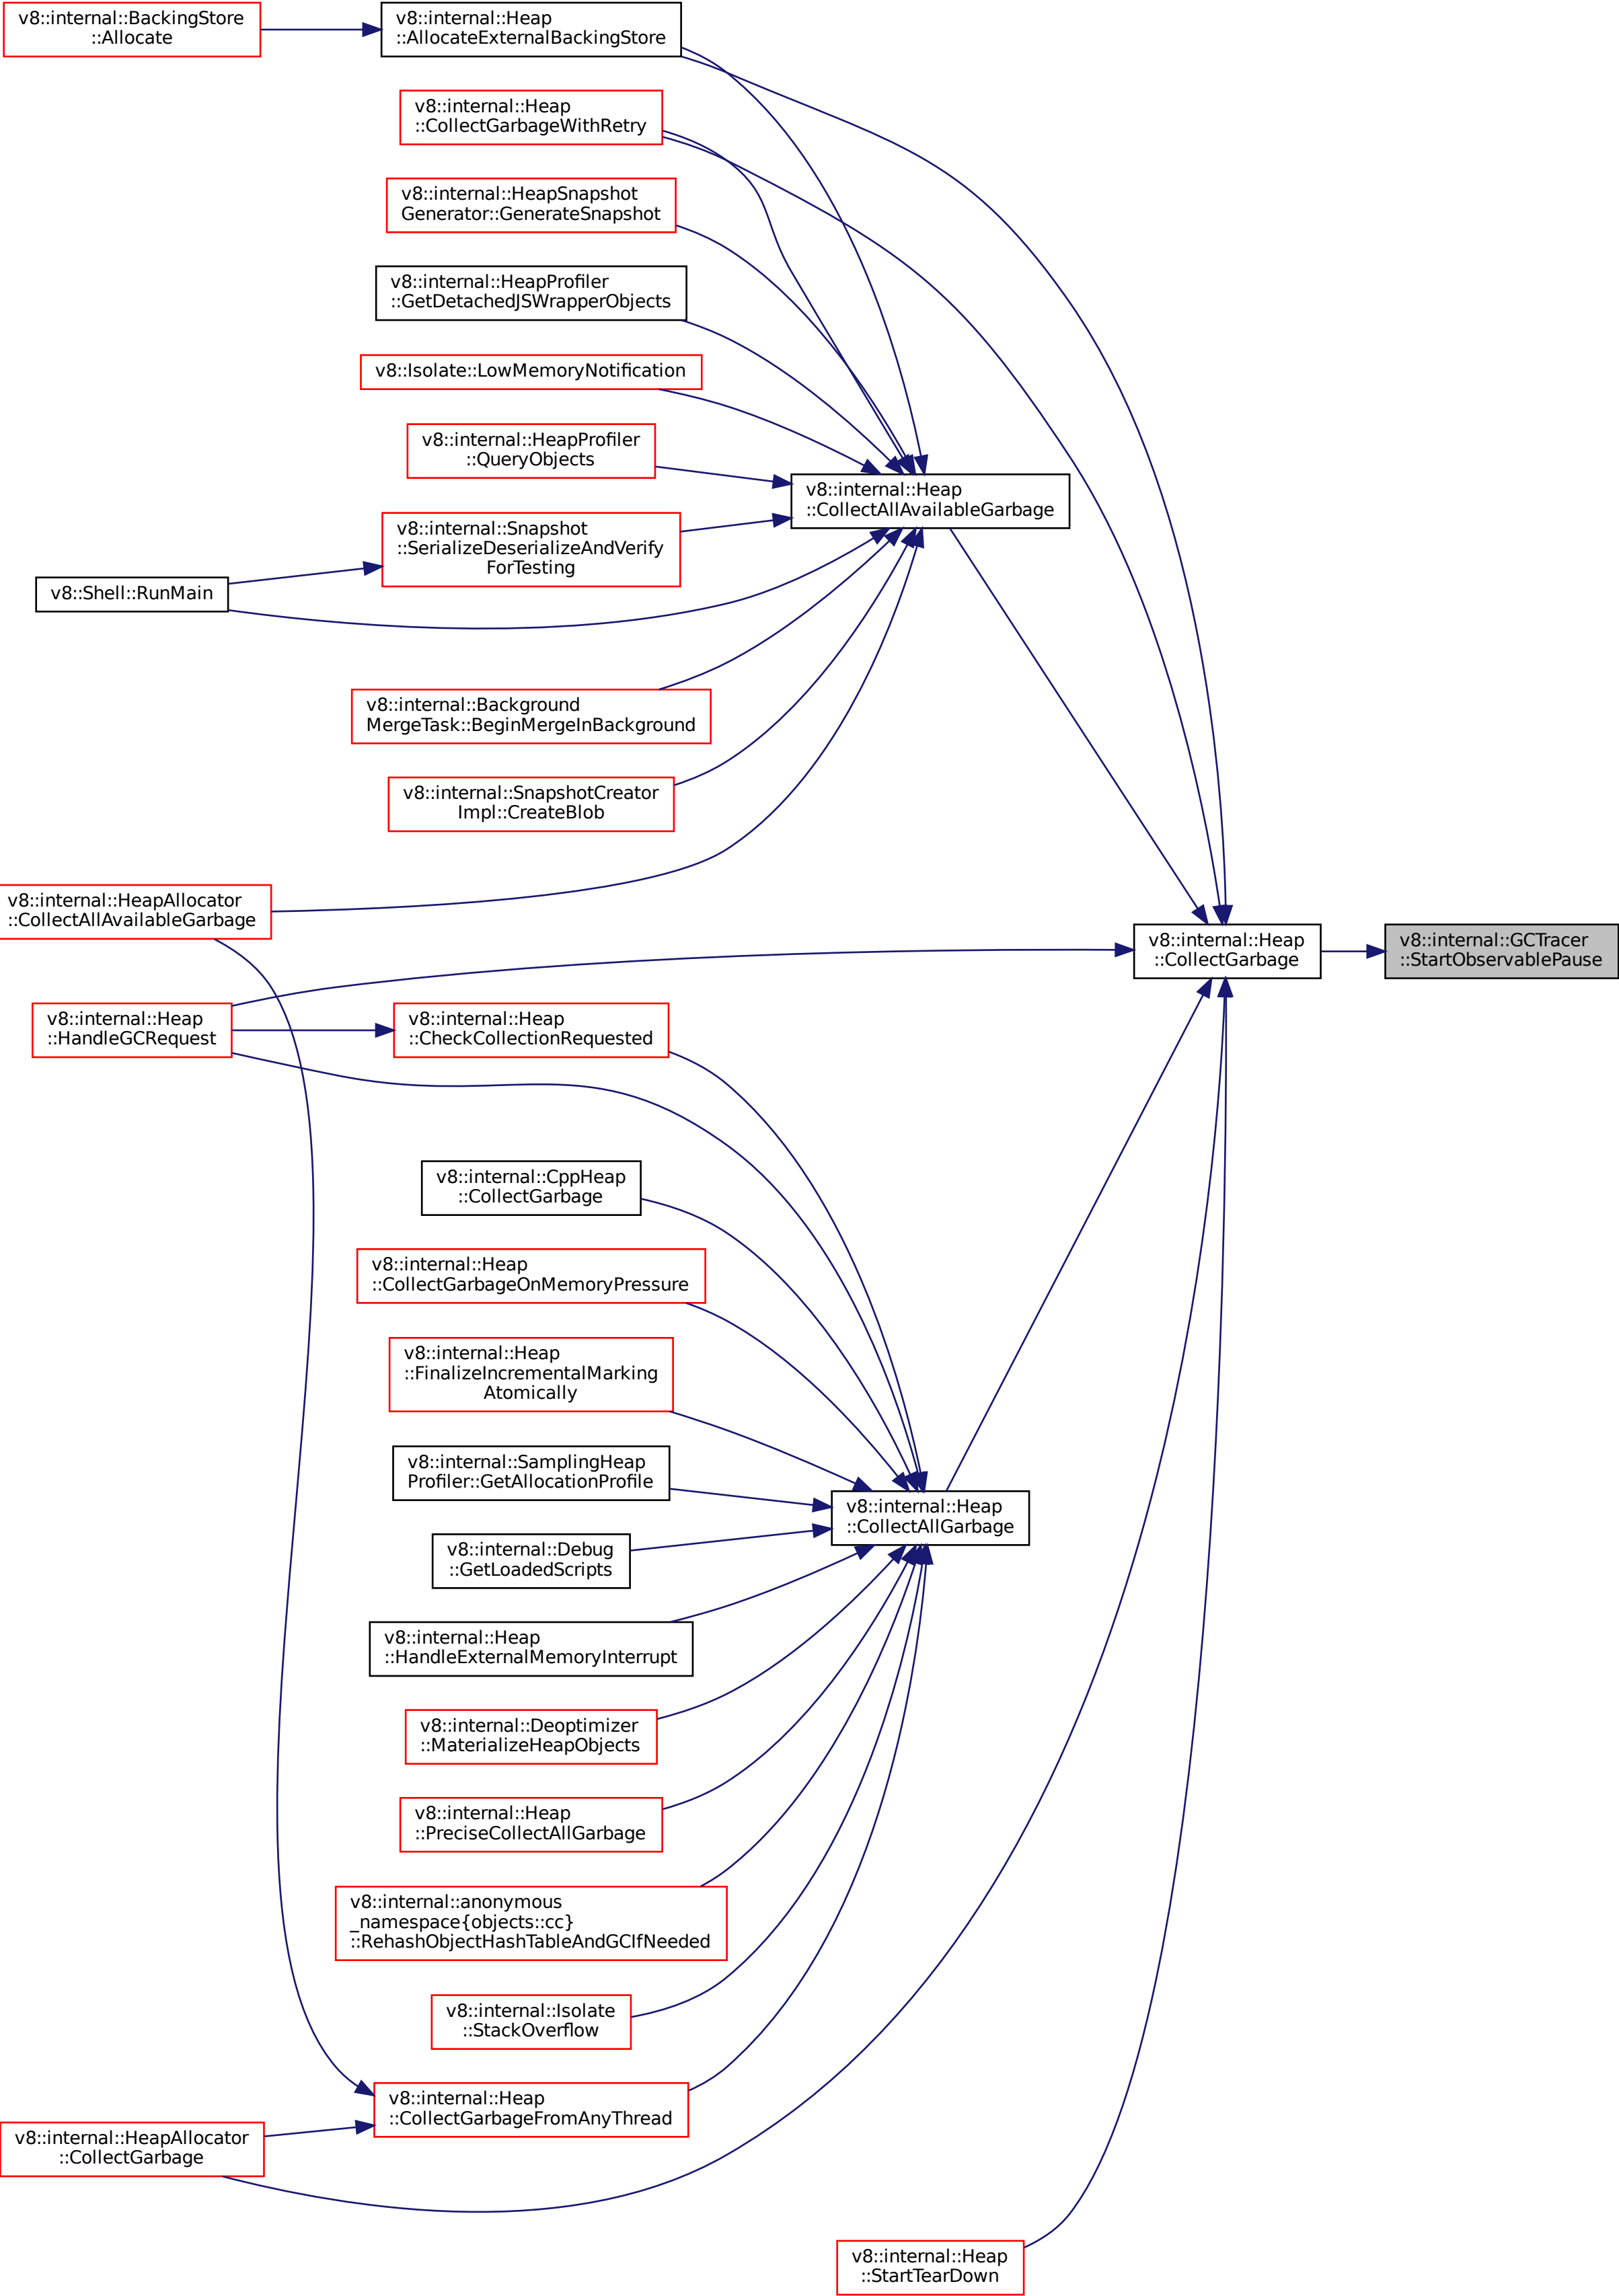 v8::internal::BackingStore
::Allocate
v8::internal::Heap
::AllocateExternalBackingStore
v8::internal::Heap
::CollectGarbageWithRetry
v8::internal::HeapSnapshot
Generator::GenerateSnapshot
v8::internal::HeapProfiler
::GetDetachedJSWrapperObjects
v8::Isolate::LowMemoryNotification
v8::internal::HeapProfiler
::QueryObjects
v8::internal::Heap
::CollectAllAvailableGarbage
v8::internal::Snapshot
::SerializeDeserializeAndVerify
ForTesting
v8::Shell::RunMain
v8::internal::Background
MergeTask::BeginMergeInBackground
v8::internal::SnapshotCreator
Impl::CreateBlob
v8::internal::HeapAllocator
::CollectAllAvailableGarbage
v8::internal::Heap
::CollectGarbage
v8::internal::GCTracer
::StartObservablePause
v8::internal::Heap
::HandleGCRequest
v8::internal::Heap
::CheckCollectionRequested
v8::internal::CppHeap
::CollectGarbage
v8::internal::Heap
::CollectGarbageOnMemoryPressure
v8::internal::Heap
::FinalizeIncrementalMarking
Atomically
v8::internal::SamplingHeap
Profiler::GetAllocationProfile
v8::internal::Heap
::CollectAllGarbage
v8::internal::Debug
::GetLoadedScripts
v8::internal::Heap
::HandleExternalMemoryInterrupt
v8::internal::Deoptimizer
::MaterializeHeapObjects
v8::internal::Heap
::PreciseCollectAllGarbage
v8::internal::anonymous
_namespace{objects::cc}
::RehashObjectHashTableAndGCIfNeeded
v8::internal::Isolate
::StackOverflow
v8::internal::Heap
::CollectGarbageFromAnyThread
v8::internal::HeapAllocator
::CollectGarbage
v8::internal::Heap
::StartTearDown